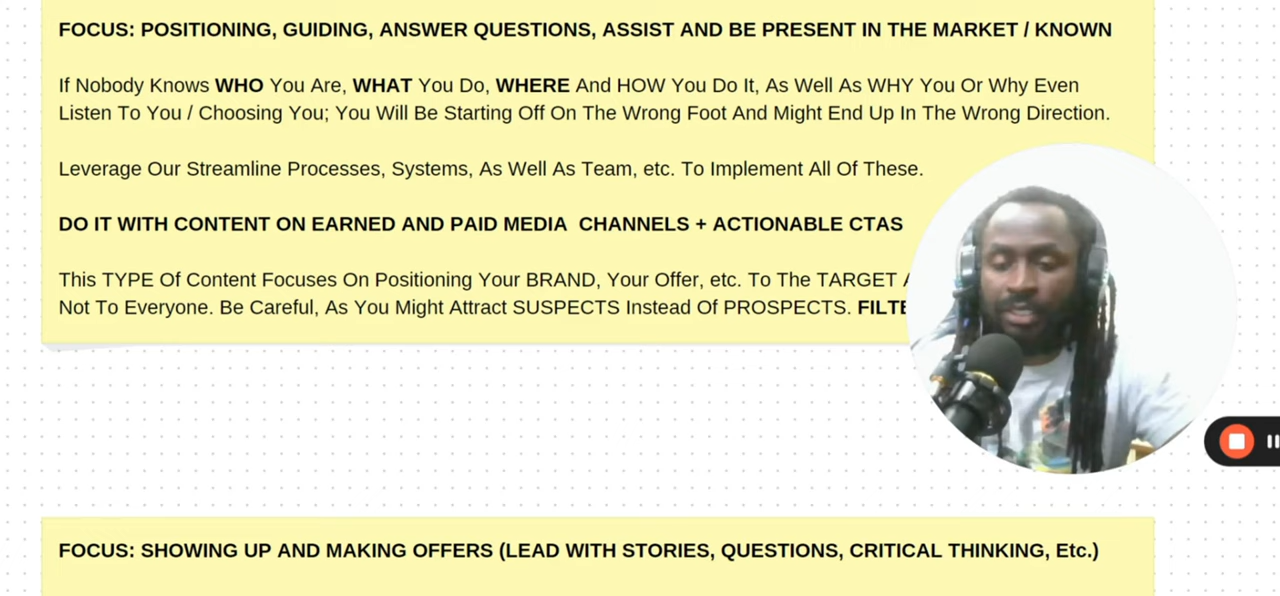 FOCUS: POSITIONING, GUIDING, ANSWER QUESTIONS, ASSIST AND BE PRESENT IN THE MARKET / KNOWN
If Nobody Knows WHO You Are, WHAT You Do, WHERE And HOW You Do It, As Well As WHY You Or Why Even
Listen To You / Choosing You; You Will Be Starting Off On The Wrong Foot And Might End Up In The Wrong Direction.
Leverage Our Streamline Processes, Systems, As Well As Team, etc. To Implement All Of These.
DO IT WITH CONTENT ON EARNED AND PAID MEDIA CHANNELS + ACTIONABLE CTAS
This TYPE Of Content Focuses On Positioning Your BRAND, Your Offer, etc. To The TARGET
Not To Everyone. Be Careful, As You Might Attract SUSPECTS Instead Of PROSPECTS.
FOCUS: SHOWING UP AND MAKING OFFERS (LEAD WITH STORIES, QUESTIONS, CRITICAL THINKING, Etc.)